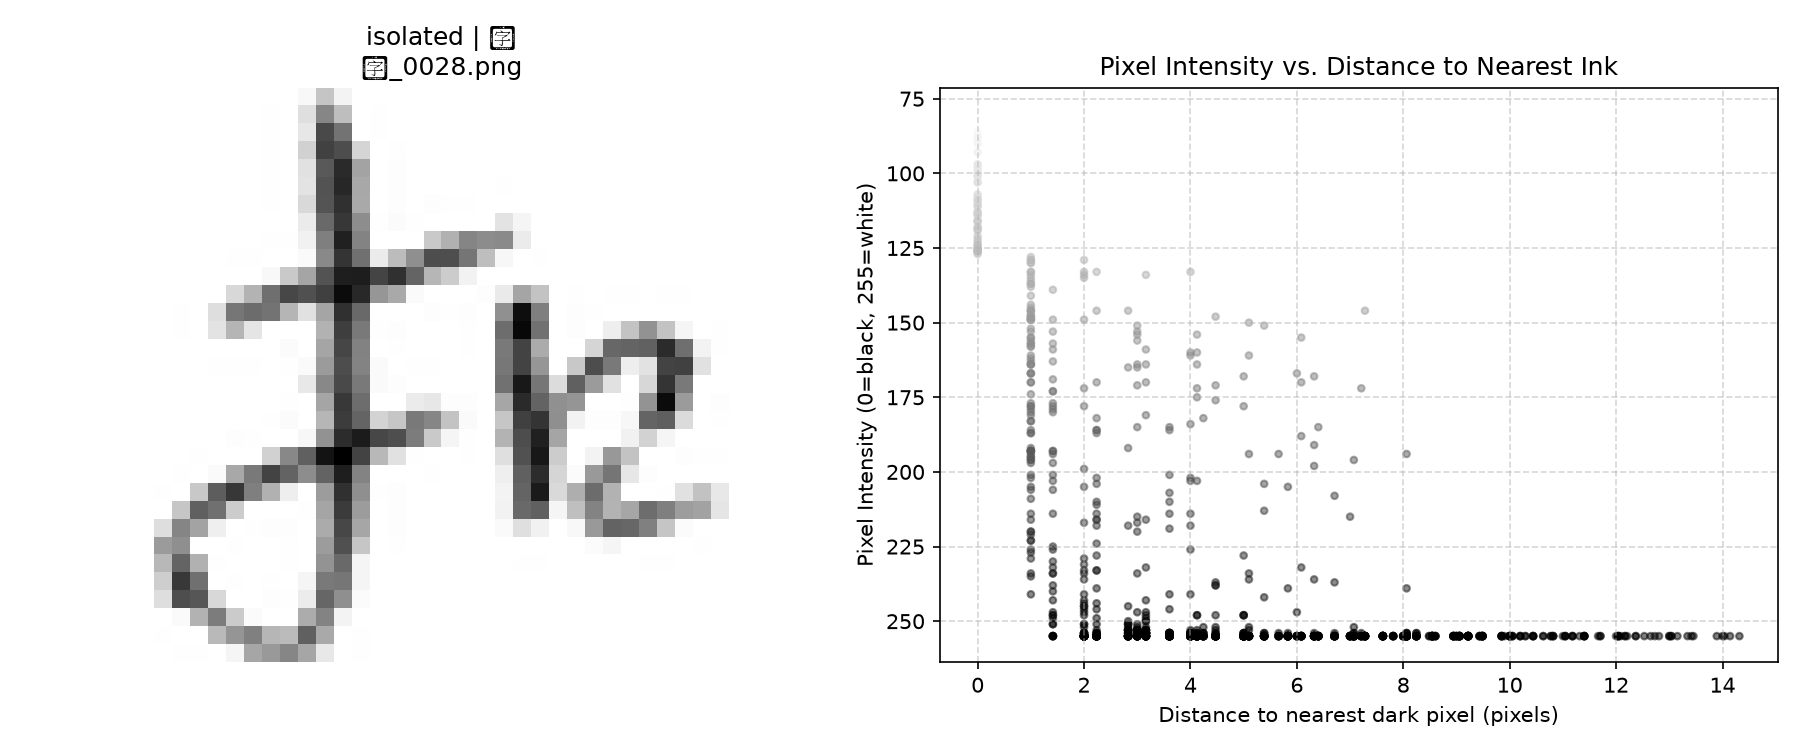 isolated |
_0028.png
Pixel Intensity vs. Distance to Nearest Ink
Pixel Intensity (0=black, 255=white)
75
100
125
150
175
200
225
250
0 2 4 6 8 10 12 14
Distance to nearest dark pixel (pixels)